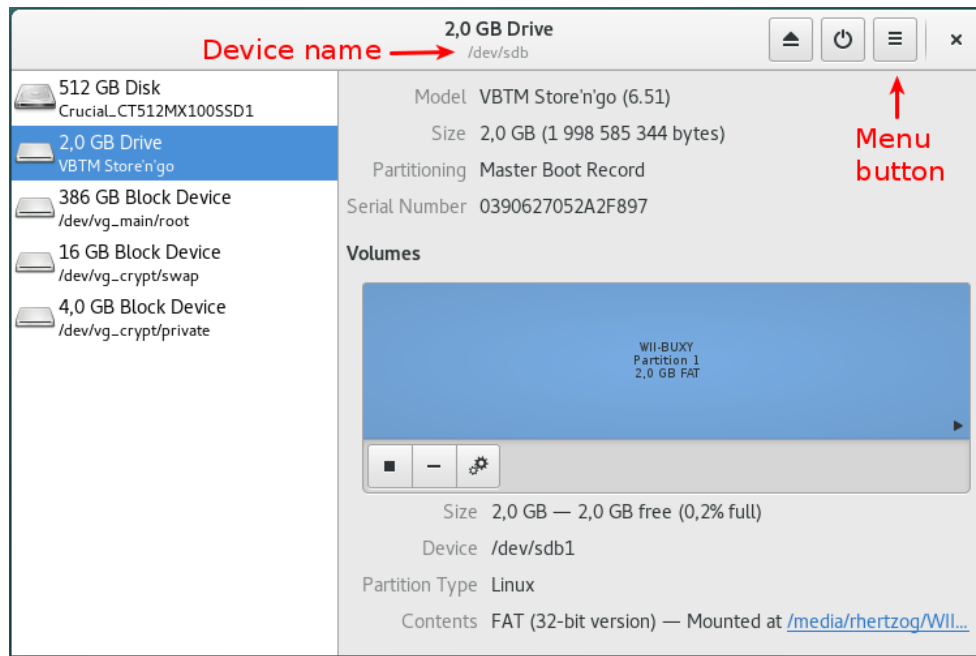 2,0 GB Drive
/dev/sdb
Device name
512 GB Disk
Crucial_CT512MX100SSD1
2,0 GB Drive
VBTM Store'n'go
386 GB Block Device
/dev/vg_main/root
16 GB Block Device
/dev/vg_crypt/swap
4,0 GB Block Device
/dev/vg_crypt/private
Menu
button
Model VBTM Store'n'go (6.51)
Size 2,0 GB (1 998 585 344 bytes)
Partitioning Master Boot Record
Serial Number 0390627052A2F897
Volumes
WII-BUXY
Partition 1
2,0 GB FAT
Size 2,0 GB — 2,0 GB free (0,2% full)
Device /dev/sdb1
Partition Type Linux
Contents FAT (32-bit version) — Mounted at /media/rhertzog/WII...